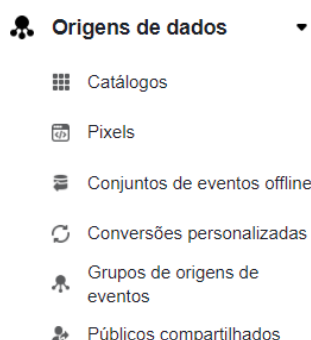 Origens de dados
Catálogos
Pixels
Conjuntos de eventos offline
Conversões personalizadas
Grupos de origens de
eventos
Públicos compartilhados